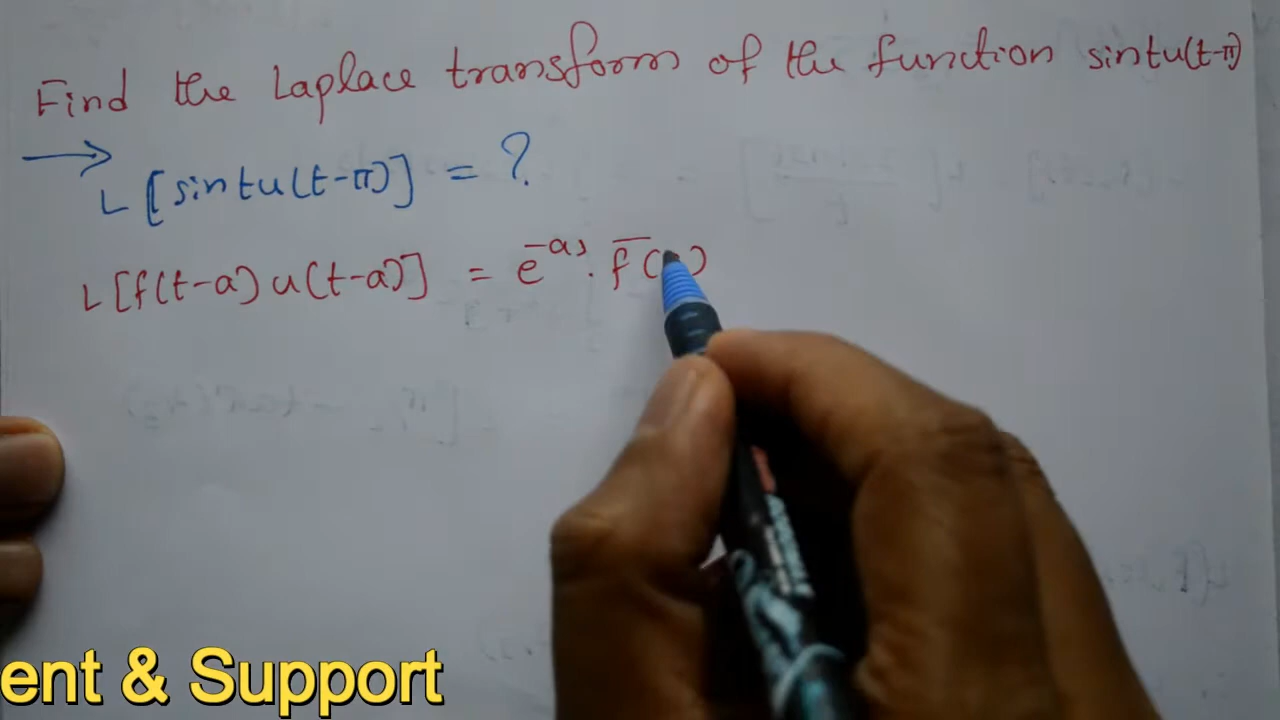 Find the Laplace transform of the function sintu(t-π)
→ L[sintu(t-π)] = ?
L[f(t-a)u(t-a)] = e^-as . f̅( )
ent & Support